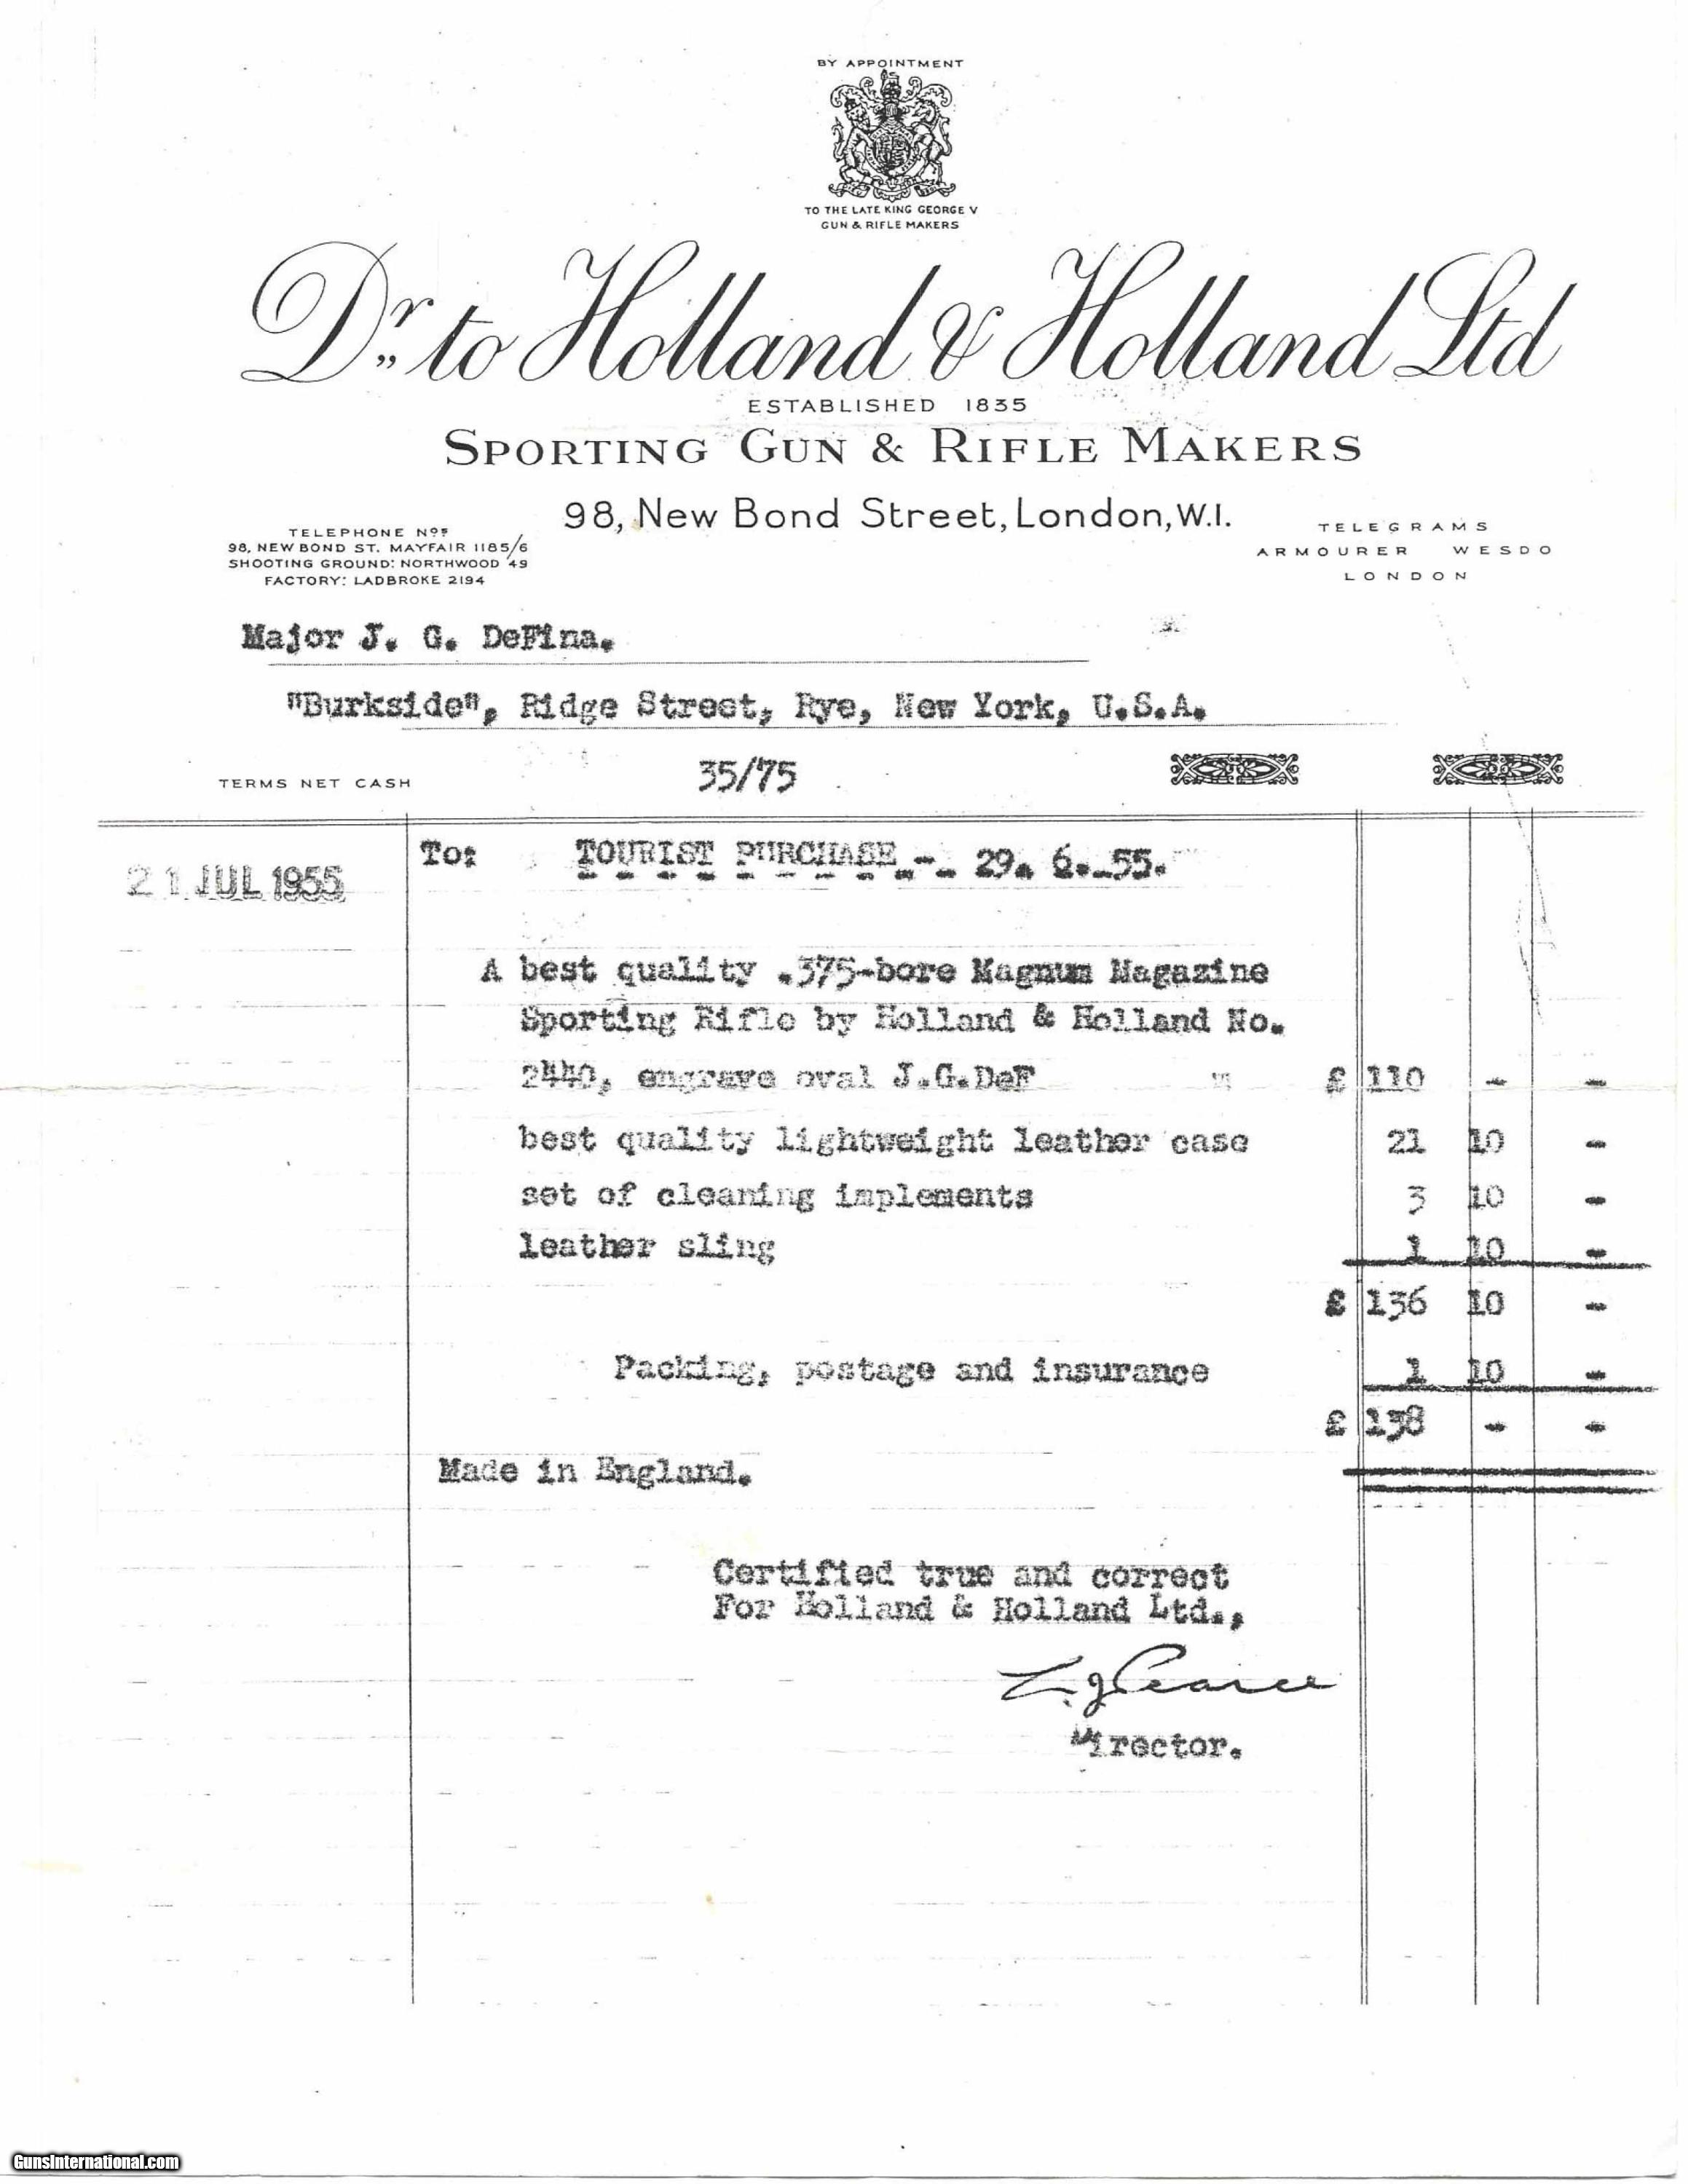 BY APPOINTMENT
TO THE LATE KING GEORGE V
GUN & RIFLE MAKERS
Dr. to Holland & Holland Ltd
ESTABLISHED 1835
SPORTING GUN & RIFLE MAKERS
98, New Bond Street, London, W.1.
TELEPHONE Nos
98, NEW BOND ST. MAYFAIR 1185/6
SHOOTING GROUND: NORTHWOOD 49
FACTORY: LADBROKE 2194
TELEGRAMS
ARMOURER WESDO
LONDON
Major J. G. DeFina.
"Burkside", Ridge Street, Rye, New York, U.S.A.
TERMS NET CASH
35/75
21 JUL 1955
To: TOURIST PURCHASE - 29. 6. 55.
A best quality .375-bore Magnum Magazine
Sporting Rifle by Holland & Holland No.
2440, engrave oval J.G.DeF £ 110 - -
best quality lightweight leather case 21 10 -
set of cleaning implements 3 10 -
leather sling 1 10 -
£ 136 10 -
Packing, postage and insurance 1 10 -
£ 138 - -
Made in England.
Certified true and correct
For Holland & Holland Ltd.,
L.J. Pearce
Director.
GunsInternational.com